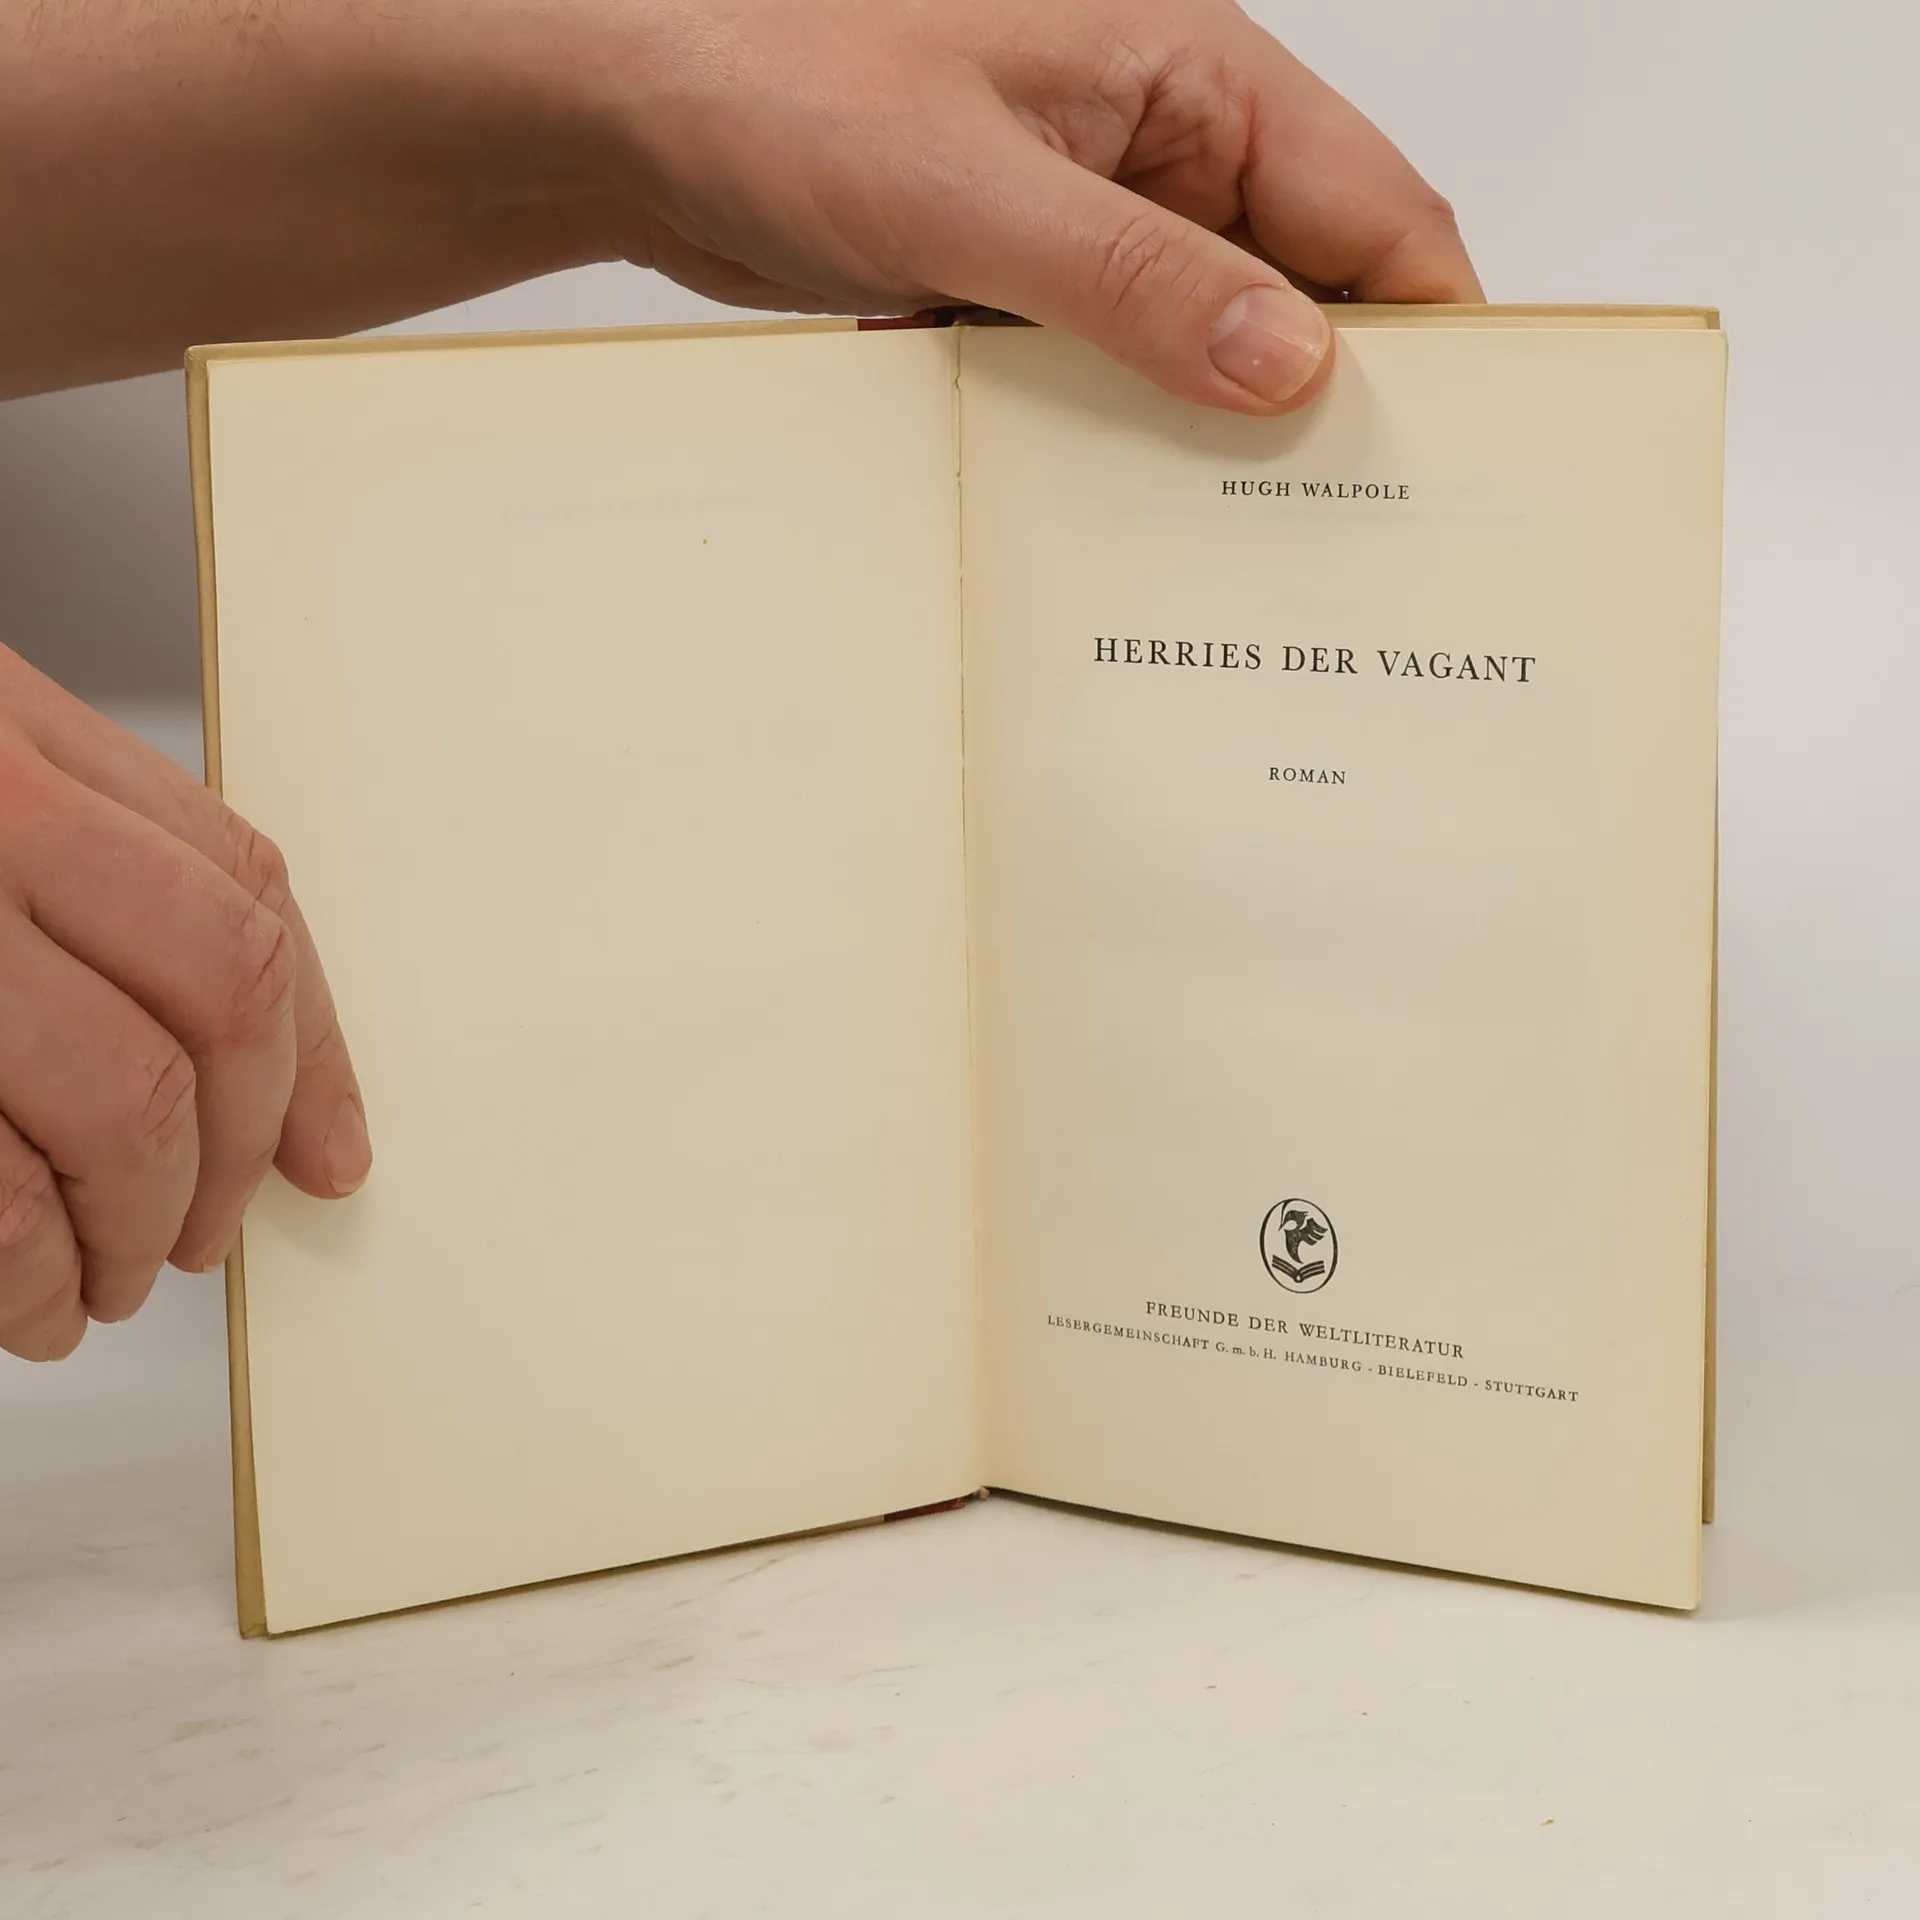 HUGH WALPOLE
HERRIES DER VAGANT
ROMAN
FREUNDE DER WELTLITERATUR
LESERGEMEINSCHAFT G. m. b. H. HAMBURG - BIELEFELD - STUTTGART